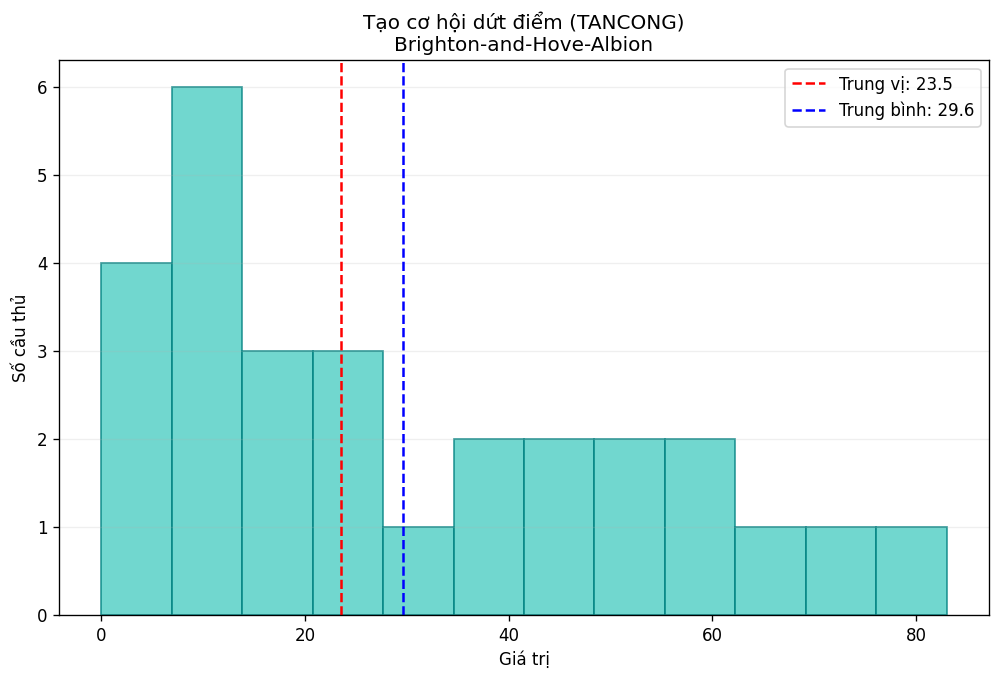 Tạo cơ hội dứt điểm (TANCONG)
Brighton-and-Hove-Albion
Trung vị: 23.5
Trung bình: 29.6
Số cầu thủ
6
5
4
3
2
1
0
0 20 40 60 80
Giá trị